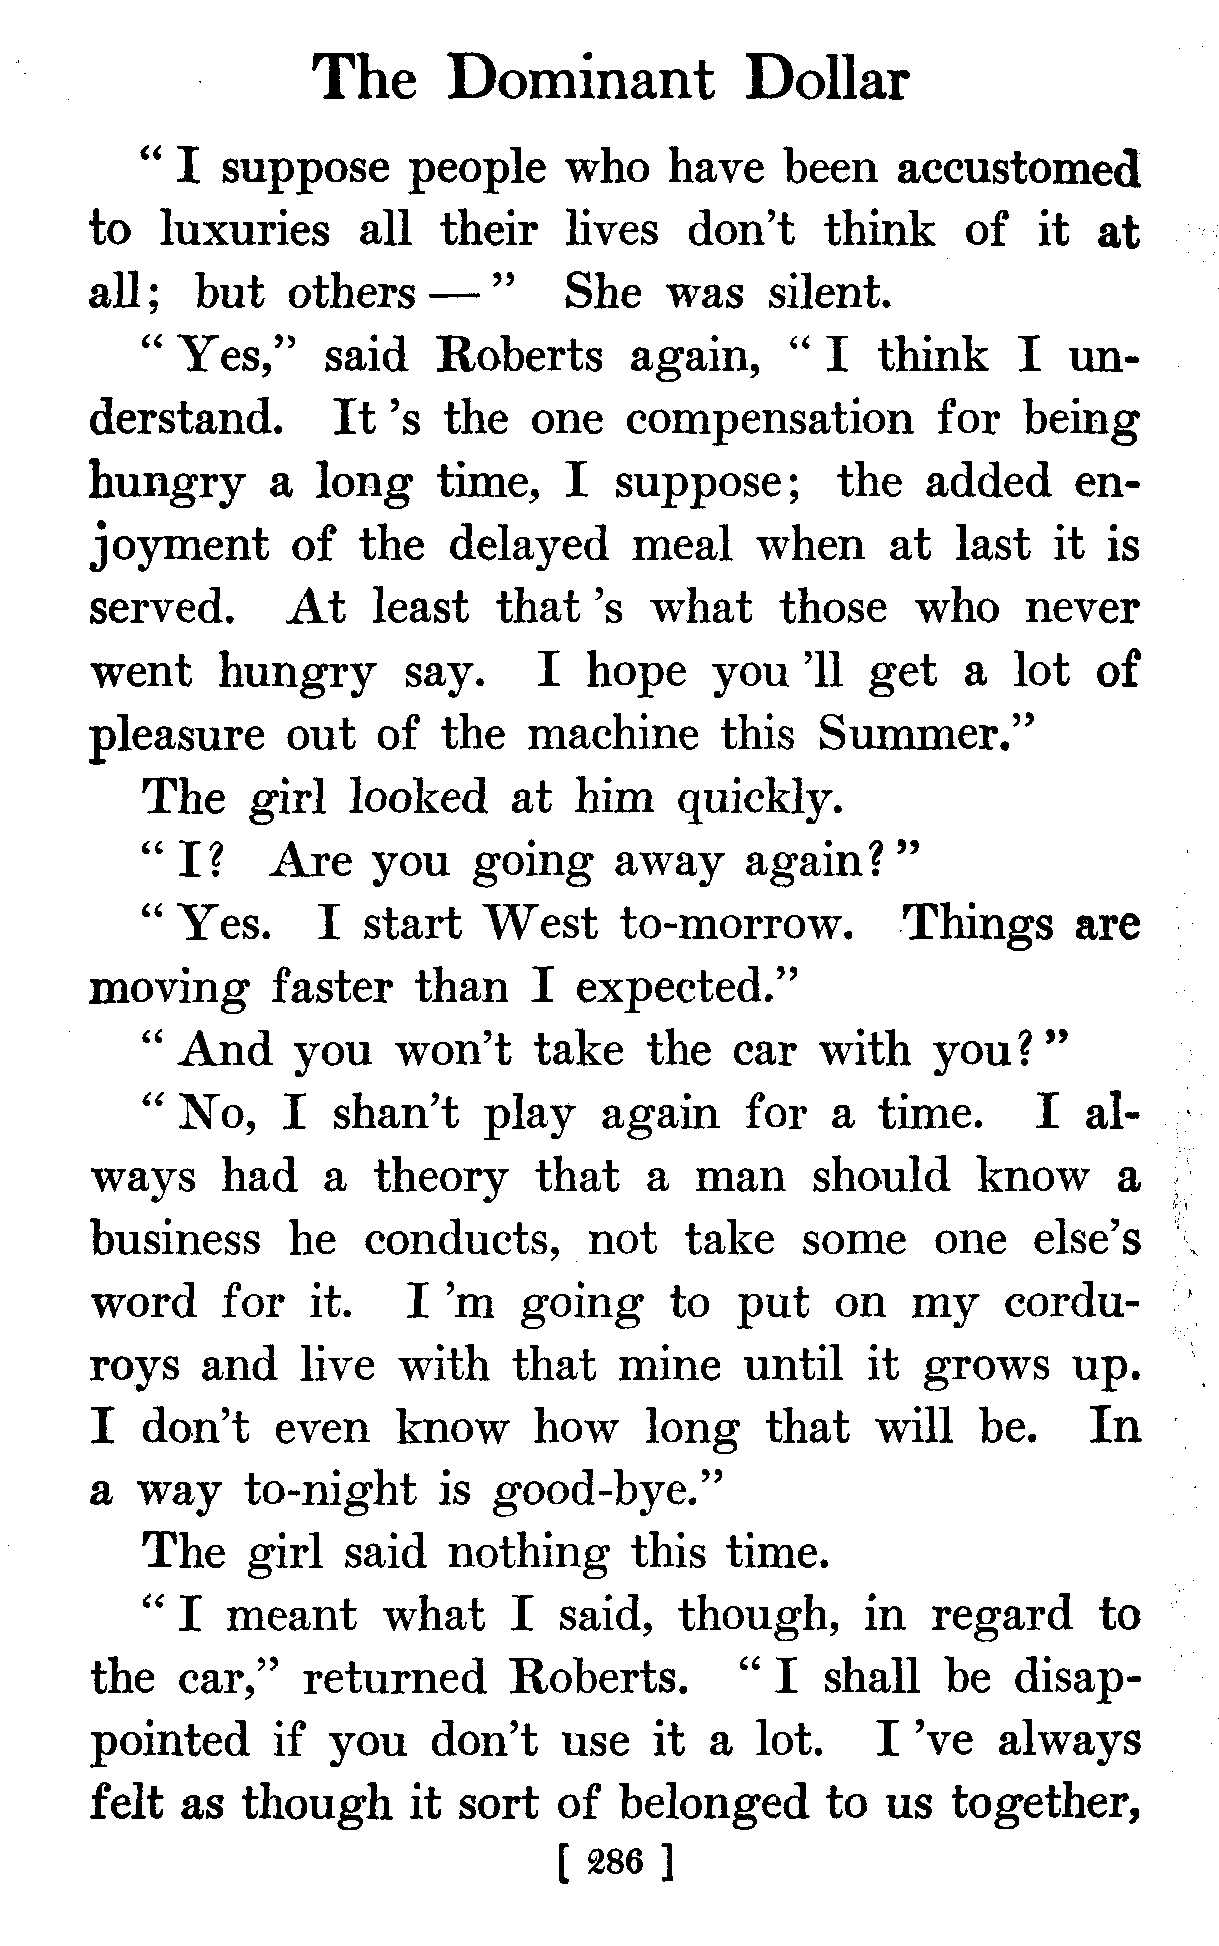 The Dominant Dollar
“ I suppose people who have been accustomed
to luxuries all their lives don’t think of it at
all; but others — ” She was silent.
“ Yes,” said Roberts again, “ I think I un-
derstand. It ’s the one compensation for being
hungry a long time, I suppose; the added en-
joyment of the delayed meal when at last it is
served. At least that ’s what those who never
went hungry say. I hope you ’ll get a lot of
pleasure out of the machine this Summer.”
The girl looked at him quickly.
“ I? Are you going away again? ”
“ Yes. I start West to-morrow. Things are
moving faster than I expected.”
“ And you won’t take the car with you? ”
“ No, I shan’t play again for a time. I al-
ways had a theory that a man should know a
business he conducts, not take some one else’s
word for it. I ’m going to put on my cordu-
roys and live with that mine until it grows up.
I don’t even know how long that will be. In
a way to-night is good-bye.”
The girl said nothing this time.
“ I meant what I said, though, in regard to
the car,” returned Roberts. “ I shall be disap-
pointed if you don’t use it a lot. I ’ve always
felt as though it sort of belonged to us together,
[ 286 ]